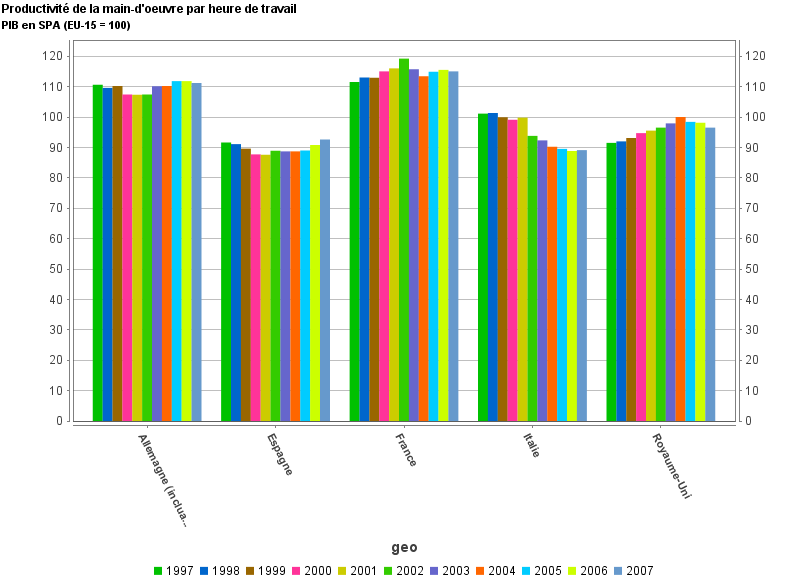 Productivité de la main-d'oeuvre par heure de travail
PIB en SPA (EU-15 = 100)
120 120
110 110
100 100
90 90
80 80
70 70
60 60
50 50
40 40
30 30
20 20
10 10
0 0
Allemagne (inclua...
Espagne
France
Italie
Royaume-Uni
geo
1997 1998 1999 2000 2001 2002 2003 2004 2005 2006 2007